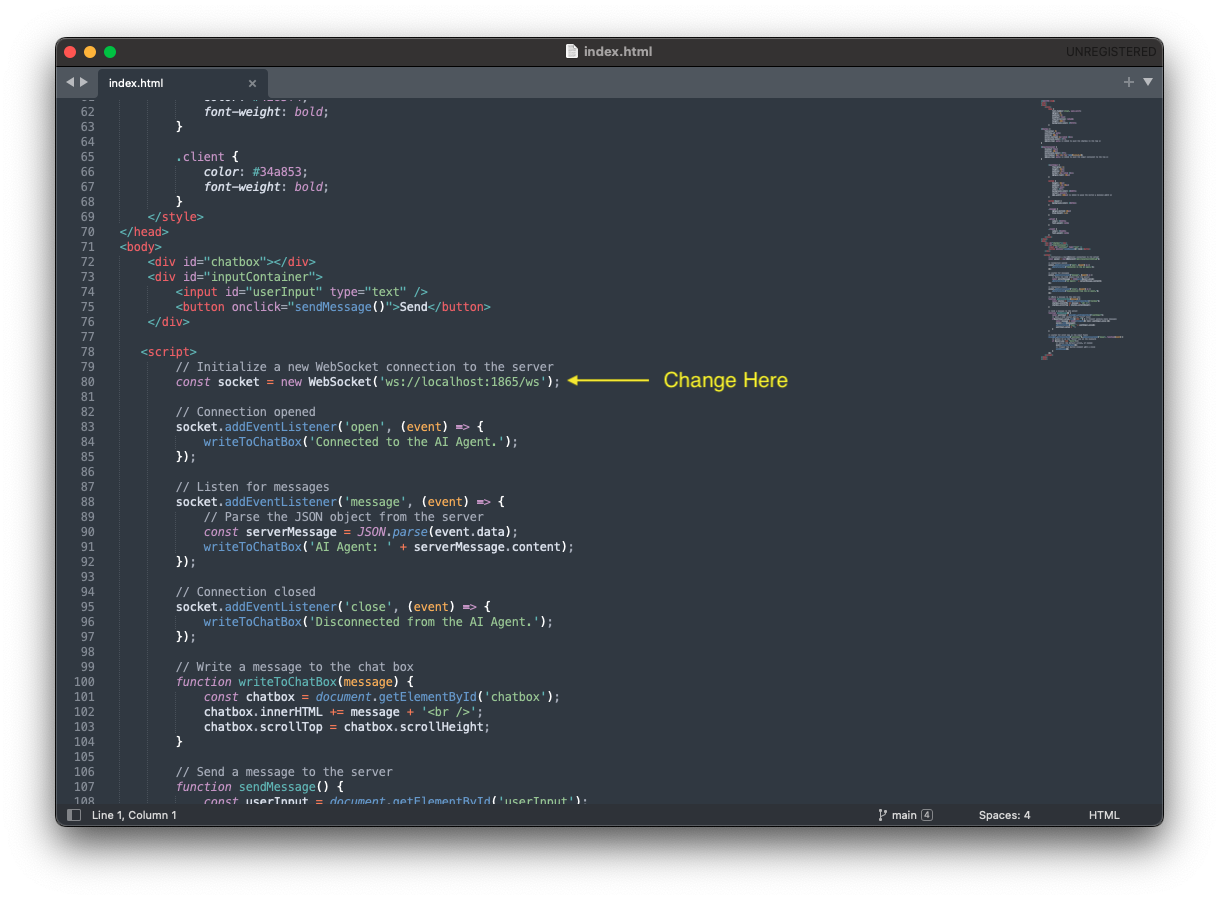 index.html
UNREGISTERED
index.html
62 font-weight: bold;
63 }
64
65 .client {
66 color: #34a853;
67 font-weight: bold;
68 }
69 </style>
70 </head>
71 <body>
72 <div id="chatbox"></div>
73 <div id="inputContainer">
74 <input id="userInput" type="text" />
75 <button onclick="sendMessage()">Send</button>
76 </div>
77
78 <script>
79 // Initialize a new WebSocket connection to the server
80 const socket = new WebSocket('ws://localhost:1865/ws'); Change Here
81
82 // Connection opened
83 socket.addEventListener('open', (event) => {
84 writeToChatBox('Connected to the AI Agent.');
85 });
86
87 // Listen for messages
88 socket.addEventListener('message', (event) => {
89 // Parse the JSON object from the server
90 const serverMessage = JSON.parse(event.data);
91 writeToChatBox('AI Agent: ' + serverMessage.content);
92 });
93
94 // Connection closed
95 socket.addEventListener('close', (event) => {
96 writeToChatBox('Disconnected from the AI Agent.');
97 });
98
99 // Write a message to the chat box
100 function writeToChatBox(message) {
101 const chatbox = document.getElementById('chatbox');
102 chatbox.innerHTML += message + '<br />';
103 chatbox.scrollTop = chatbox.scrollHeight;
104 }
105
106 // Send a message to the server
107 function sendMessage() {
108 const userInput = document.getElementById('userInput');
Line 1, Column 1
main 4
Spaces: 4
HTML